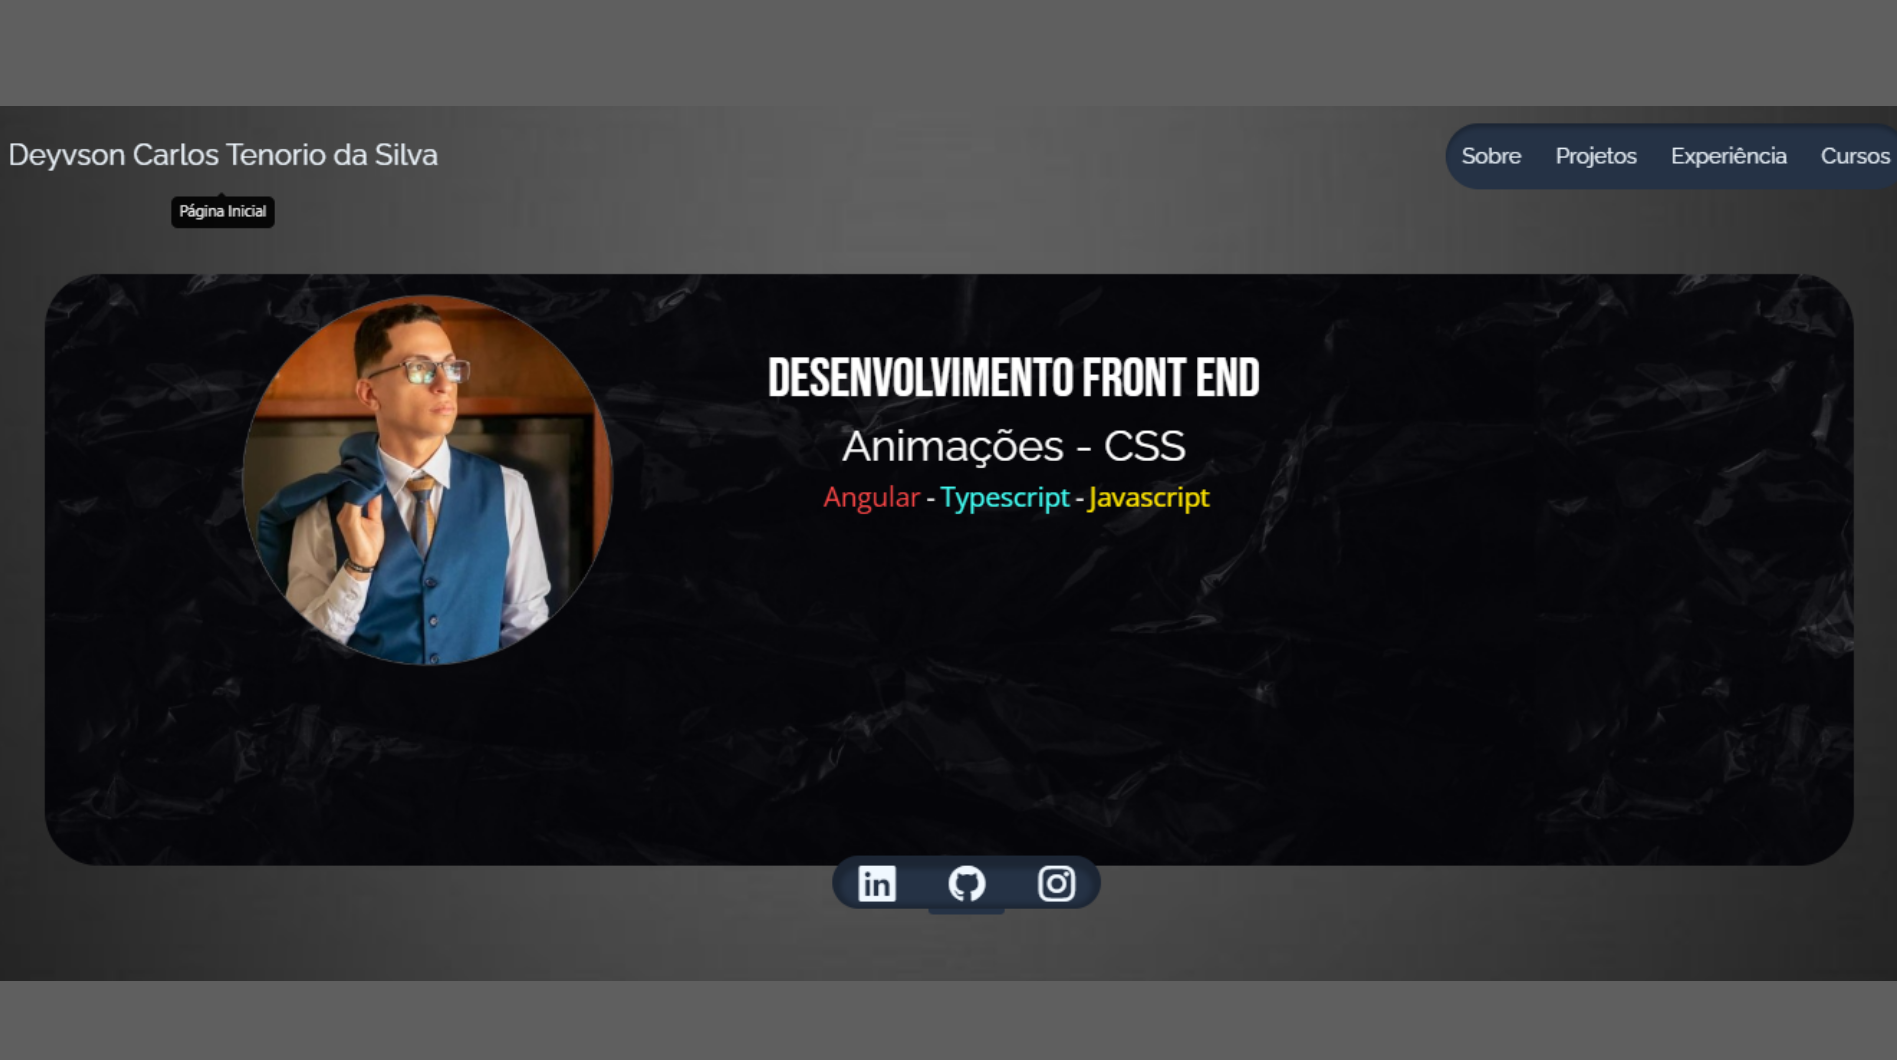 Deyvson Carlos Tenorio da Silva
Sobre Projetos Experiência Cursos
Página Inicial
DESENVOLVIMENTO FRONT END
Animações - CSS
Angular - Typescript - Javascript
in